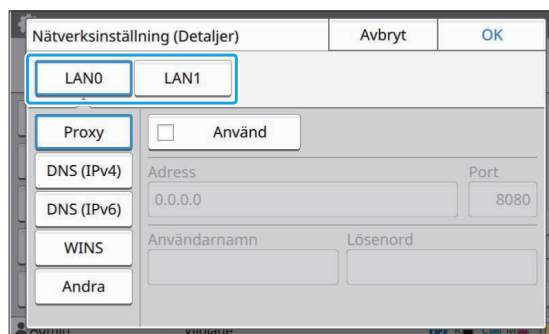 Nätverksinställning (Detaljer) Avbryt OK
LAN0 LAN1
Proxy Använd
DNS (IPv4) Adress Port
0.0.0.0 8080
DNS (IPv6)
Användarnamn Lösenord
WINS
Andra
Admin